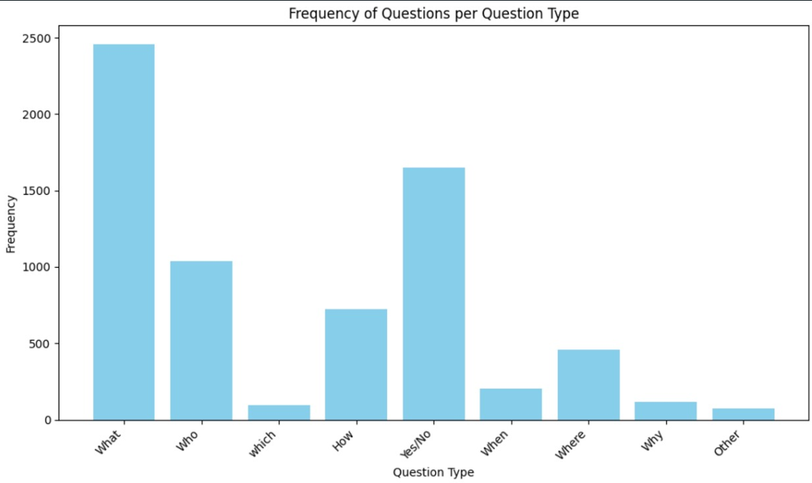 Frequency of Questions per Question Type
2500
2000
1500
1000
500
0
Frequency
What
Who
which
How
Yes/No
When
Where
Why
Other
Question Type